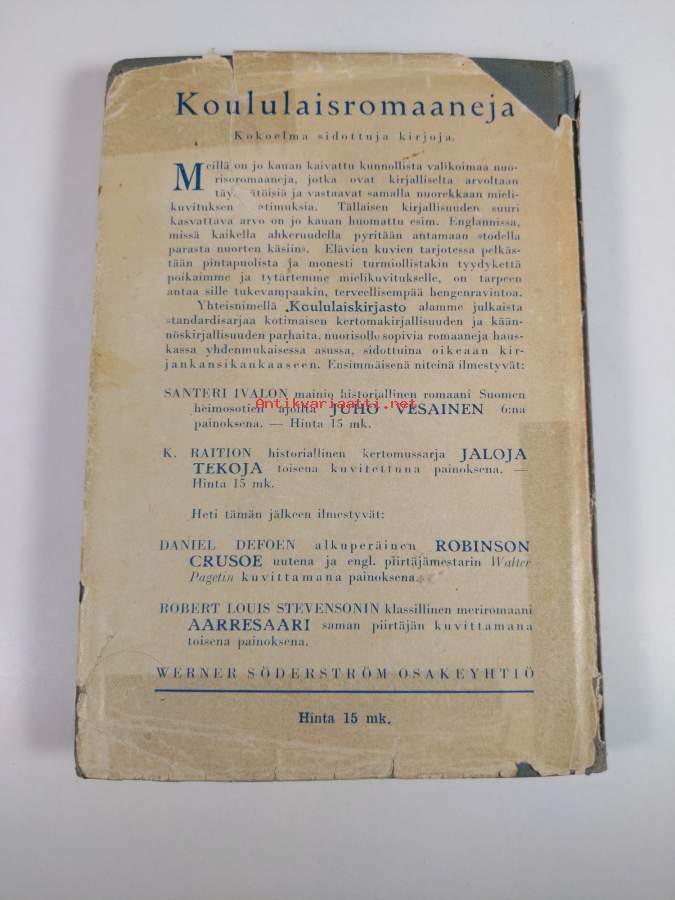 Koululaisromaaneja
Kokoelma sidottuja kirjoja.
Meillä on jo kauan kaivattu kunnollista valikoimaa nuo-
risoromaaneja, jotka ovat kirjalliselta arvoltaan
täy ätöisiä ja vastaavat samalla nuorekkaan mieli-
kuvituksen etimuksia. Tällaisen kirjallisuuden suuri
kasvattava arvo on jo kauan huomattu esim. Englannissa,
missä kaikella ahkeruudella pyritään antamaan todella
parasta nuorten käsiin. Elävien kuvien tarjotessa pelkäs-
tään pintapuolista ja monesti turmiollistakin tyydykettä
poikaimme ja tytärtemme mielikuvitukselle, on tarpeen
antaa sille tukevampaakin, terveellisempää hengenravintoa.
Yhteisnimellä Koululaiskirjasto alamme julkaista
standardisarjaa kotimaisen kertomakirjallisuuden ja kään-
nöskirjallisuuden parhaita, nuorisolle sopivia romaaneja haus-
kassa yhdenmukaisessa asussa, sidottuina oikeaan kir-
jankansikankaaseen. Ensimmäisenä niteinä ilmestyvät:
SANTERI IVALON mainio historiallinen romaani Suomen
heimosotien ajoilta JUHO VESAINEN 6:na
painoksena. — Hinta 15 mk.
Antikvariaatti.net
K. RAITION historiallinen kertomussarja JALOJA
TEKOJA toisena kuvitettuna painoksena. —
Hinta 15 mk.
Heti tämän jälkeen ilmestyvät:
DANIEL DEFOEN alkuperäinen ROBINSON
CRUSOE uutena ja engl. piirtäjämestarin Walter
Pagetin kuvittamana painoksena.
ROBERT LOUIS STEVENSONIN klassillinen meriromaani
AARRESAARI saman piirtäjän kuvittamana
toisena painoksena.
WERNER SÖDERSTRÖM OSAKEYHTIÖ
Hinta 15 mk.